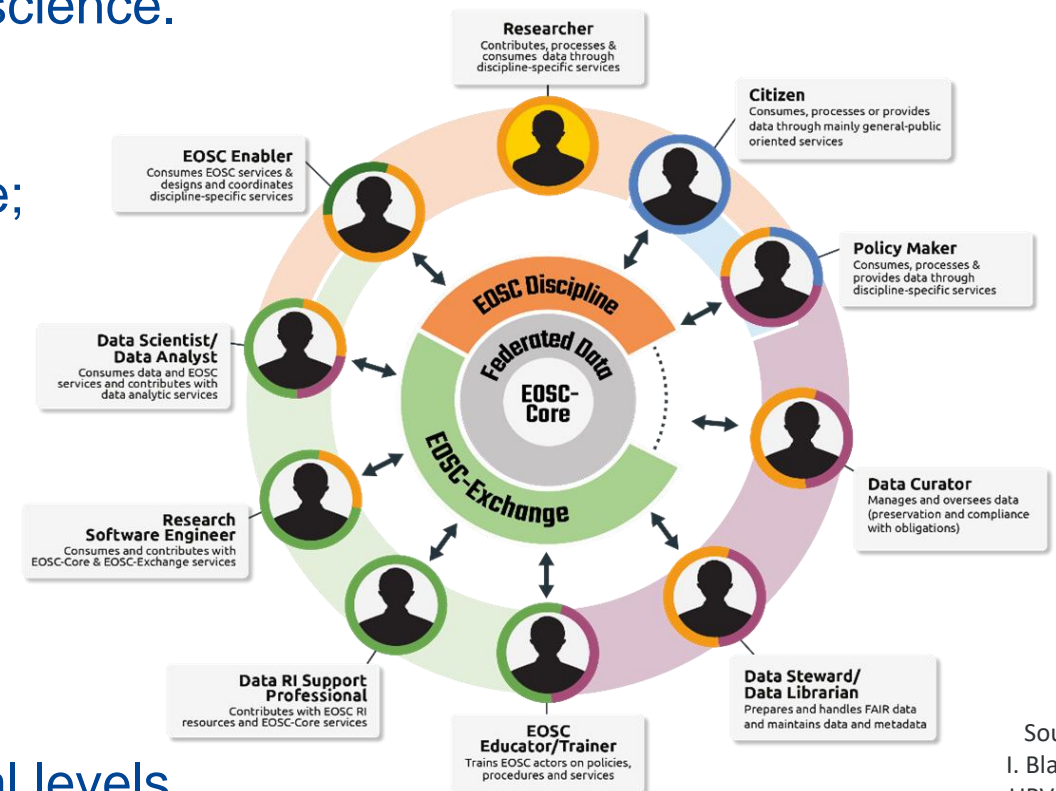 science.
e;
Researcher
Contributes, processes &
consumes data through
discipline-specific services
Citizen
Consumes, processes or provides
data through mainly general-public
oriented services
EOSC Enabler
Consumes EOSC services &
designs and coordinates
discipline-specific services
Policy Maker
Consumes, processes &
provides data through
discipline-specific services
EOSC Discipline
Federated Data
EOSC-
Core
EOSC-Exchange
Data Scientist/
Data Analyst
Consumes data and EOSC
services and contributes with
data analytic services
Data Curator
Manages and oversees data
(preservation and compliance
with obligations)
Research
Software Engineer
Consumes and contributes with
EOSC-Core & EOSC-Exchange services
Data RI Support
Professional
Contributes with EOSC RI
resources and EOSC-Core services
Data Steward/
Data Librarian
Prepares and handles FAIR data
and maintains data and metadata
EOSC
Educator/Trainer
Trains EOSC actors on policies,
procedures and services
Sou
I. Bla
al levels